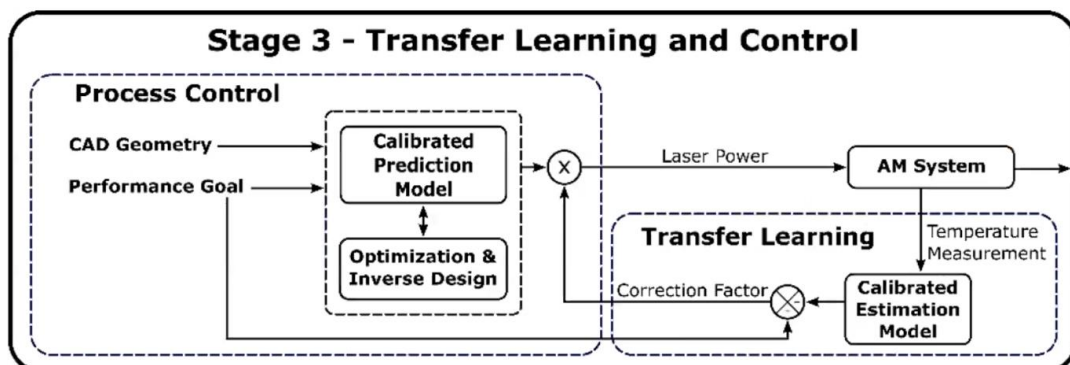 Stage 3 - Transfer Learning and Control
Process Control
CAD Geometry
Performance Goal
Calibrated
Prediction
Model
Optimization &
Inverse Design
X
Laser Power
AM System
Transfer Learning
Temperature
Measurement
Correction Factor
Calibrated
Estimation
Model